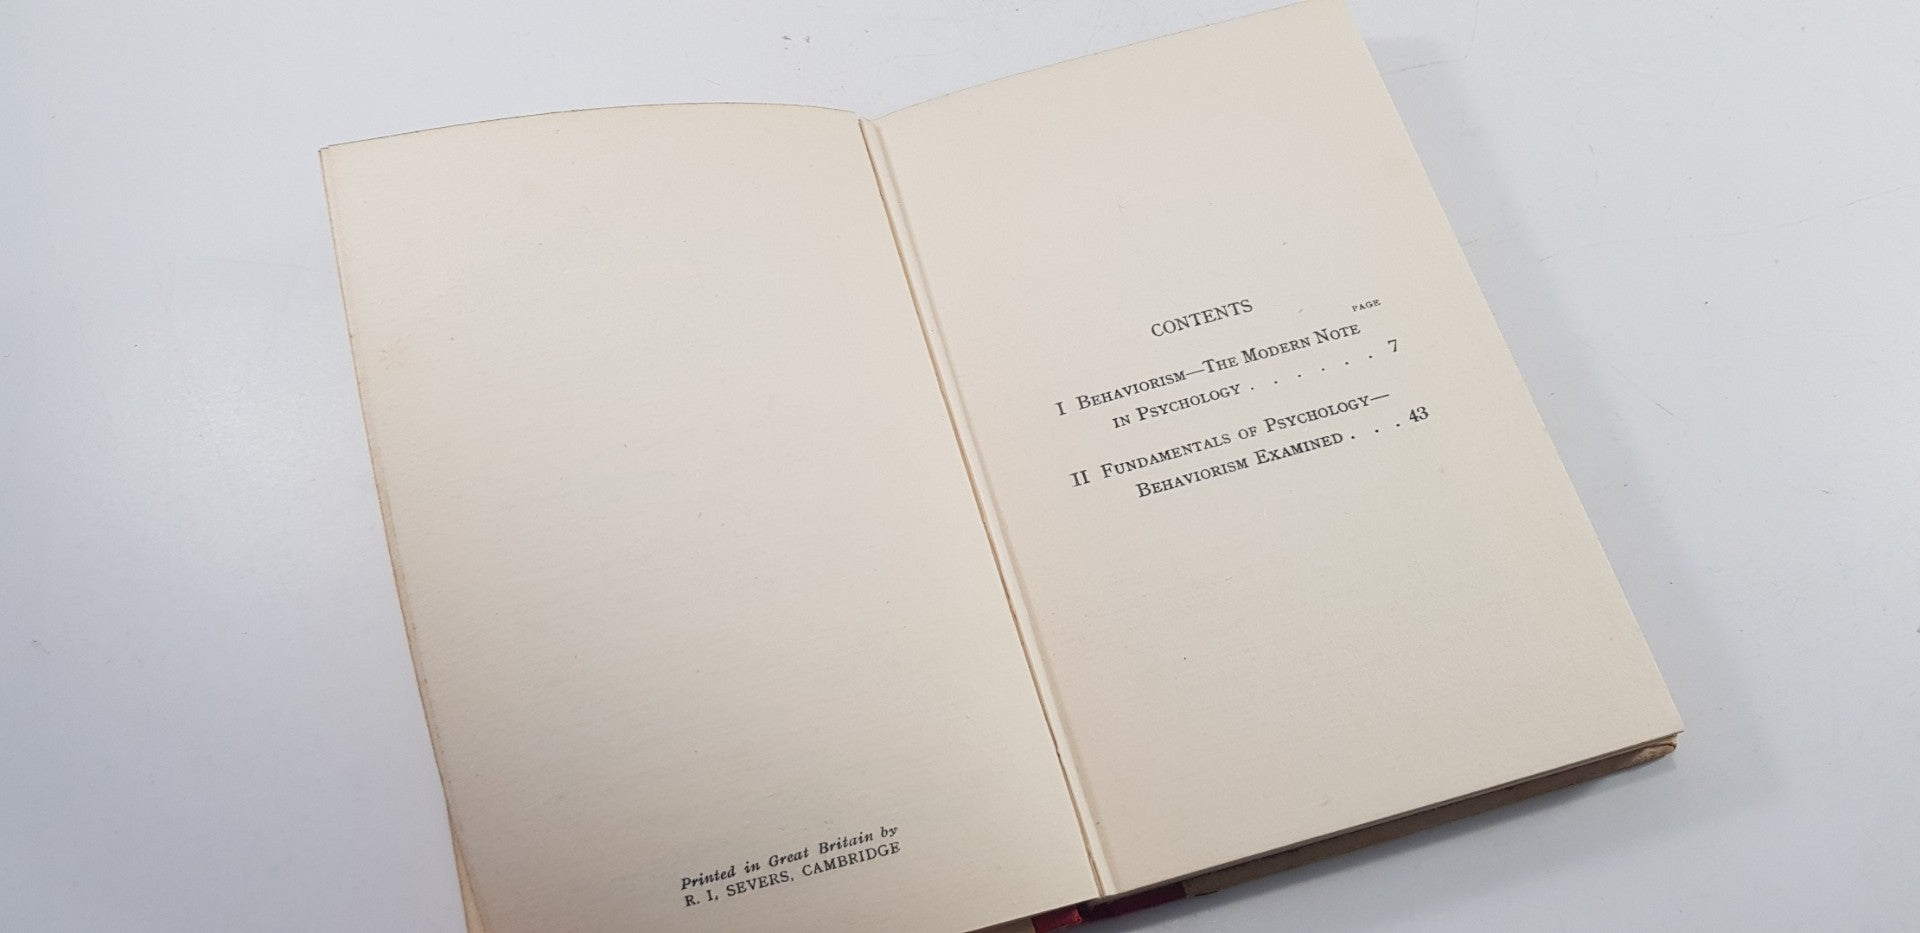 Printed in Great Britain by
R. I. SEVERS, CAMBRIDGE
CONTENTS
PAGE
I BEHAVIORISM—THE MODERN NOTE
IN PSYCHOLOGY . . . . . . 7
II FUNDAMENTALS OF PSYCHOLOGY—
BEHAVIORISM EXAMINED . . . 43